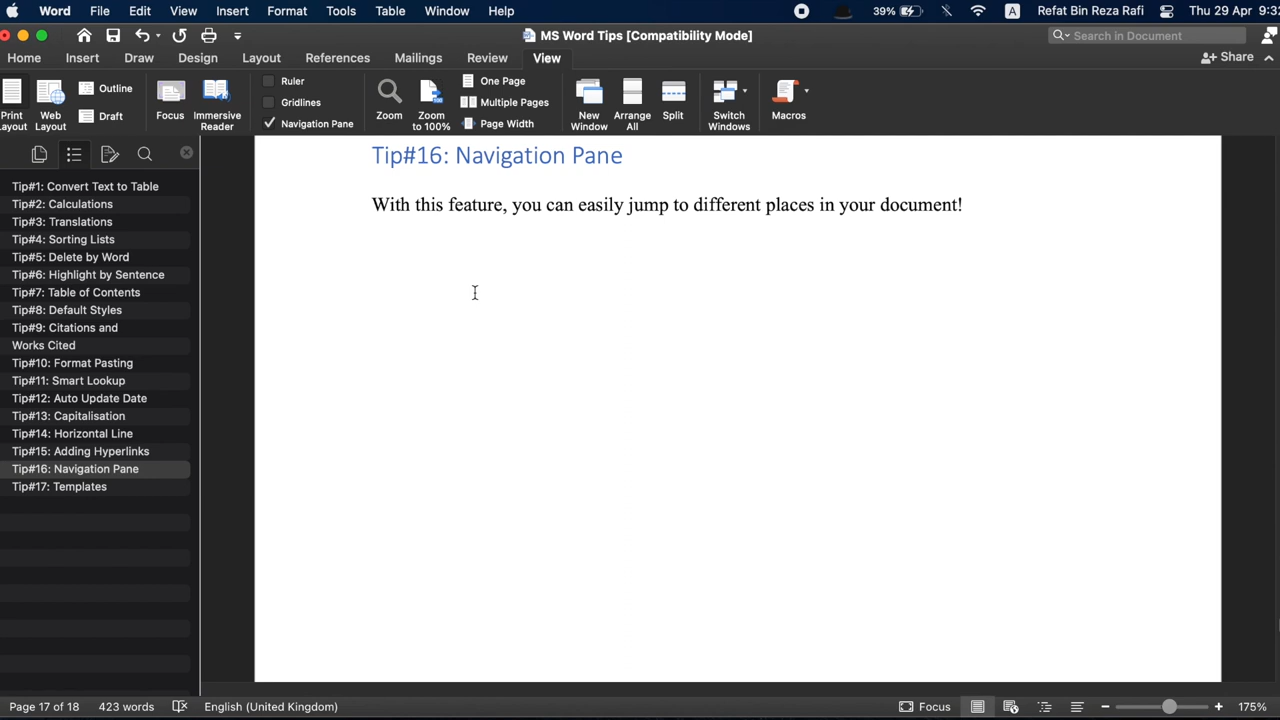 Word File Edit View Insert Format Tools Table Window Help 39% A Refat Bin Reza Rafi Thu 29 Apr 9:32
MS Word Tips [Compatibility Mode] Search in Document
Home Insert Draw Design Layout References Mailings Review View Share
Print Layout
Web Layout
Outline
Draft
Focus
Immersive Reader
Ruler
Gridlines
Navigation Pane
Zoom
Zoom to 100%
One Page
Multiple Pages
Page Width
New Window
Arrange All
Split
Switch Windows
Macros
Tip#1: Convert Text to Table
Tip#2: Calculations
Tip#3: Translations
Tip#4: Sorting Lists
Tip#5: Delete by Word
Tip#6: Highlight by Sentence
Tip#7: Table of Contents
Tip#8: Default Styles
Tip#9: Citations and
Works Cited
Tip#10: Format Pasting
Tip#11: Smart Lookup
Tip#12: Auto Update Date
Tip#13: Capitalisation
Tip#14: Horizontal Line
Tip#15: Adding Hyperlinks
Tip#16: Navigation Pane
Tip#17: Templates
Tip#16: Navigation Pane
With this feature, you can easily jump to different places in your document!
Page 17 of 18 423 words English (United Kingdom) Focus 175%